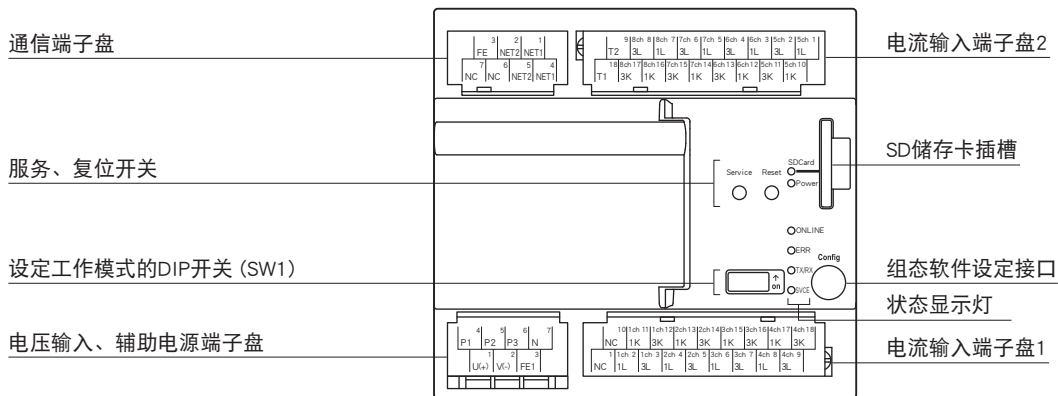 通信端子盘
服务、复位开关
设定工作模式的DIP开关 (SW1)
电压输入、辅助电源端子盘
3 2 1
FE NET2 NET1
7 6 5 4
NC NC NET2 NET1
9 8ch 8 8ch 7 7ch 6 7ch 5 6ch 4 6ch 3 5ch 2 5ch 1
T2 3L 1L 3L 1L 3L 1L 3L 1L
18 8ch 17 8ch 16 7ch 15 7ch 14 6ch 13 6ch 12 5ch 11 5ch 10
T1 3K 1K 3K 1K 3K 1K 3K 1K
Service Reset
SDCard
Power
ONLINE
ERR
TX/RX
SVCE
Config
↑
on
4 5 6 7
P1 P2 P3 N
1 2 3
U(+) V(-) FE1
10 1ch 11 1ch 12 2ch 13 2ch 14 3ch 15 3ch 16 4ch 17 4ch 18
NC 1K 3K 1K 3K 1K 3K 1K 3K
1 1ch 2 1ch 3 2ch 4 2ch 5 3ch 6 3ch 7 4ch 8 4ch 9
NC 1L 3L 1L 3L 1L 3L 1L 3L
电流输入端子盘2
SD储存卡插槽
组态软件设定接口
状态显示灯
电流输入端子盘1